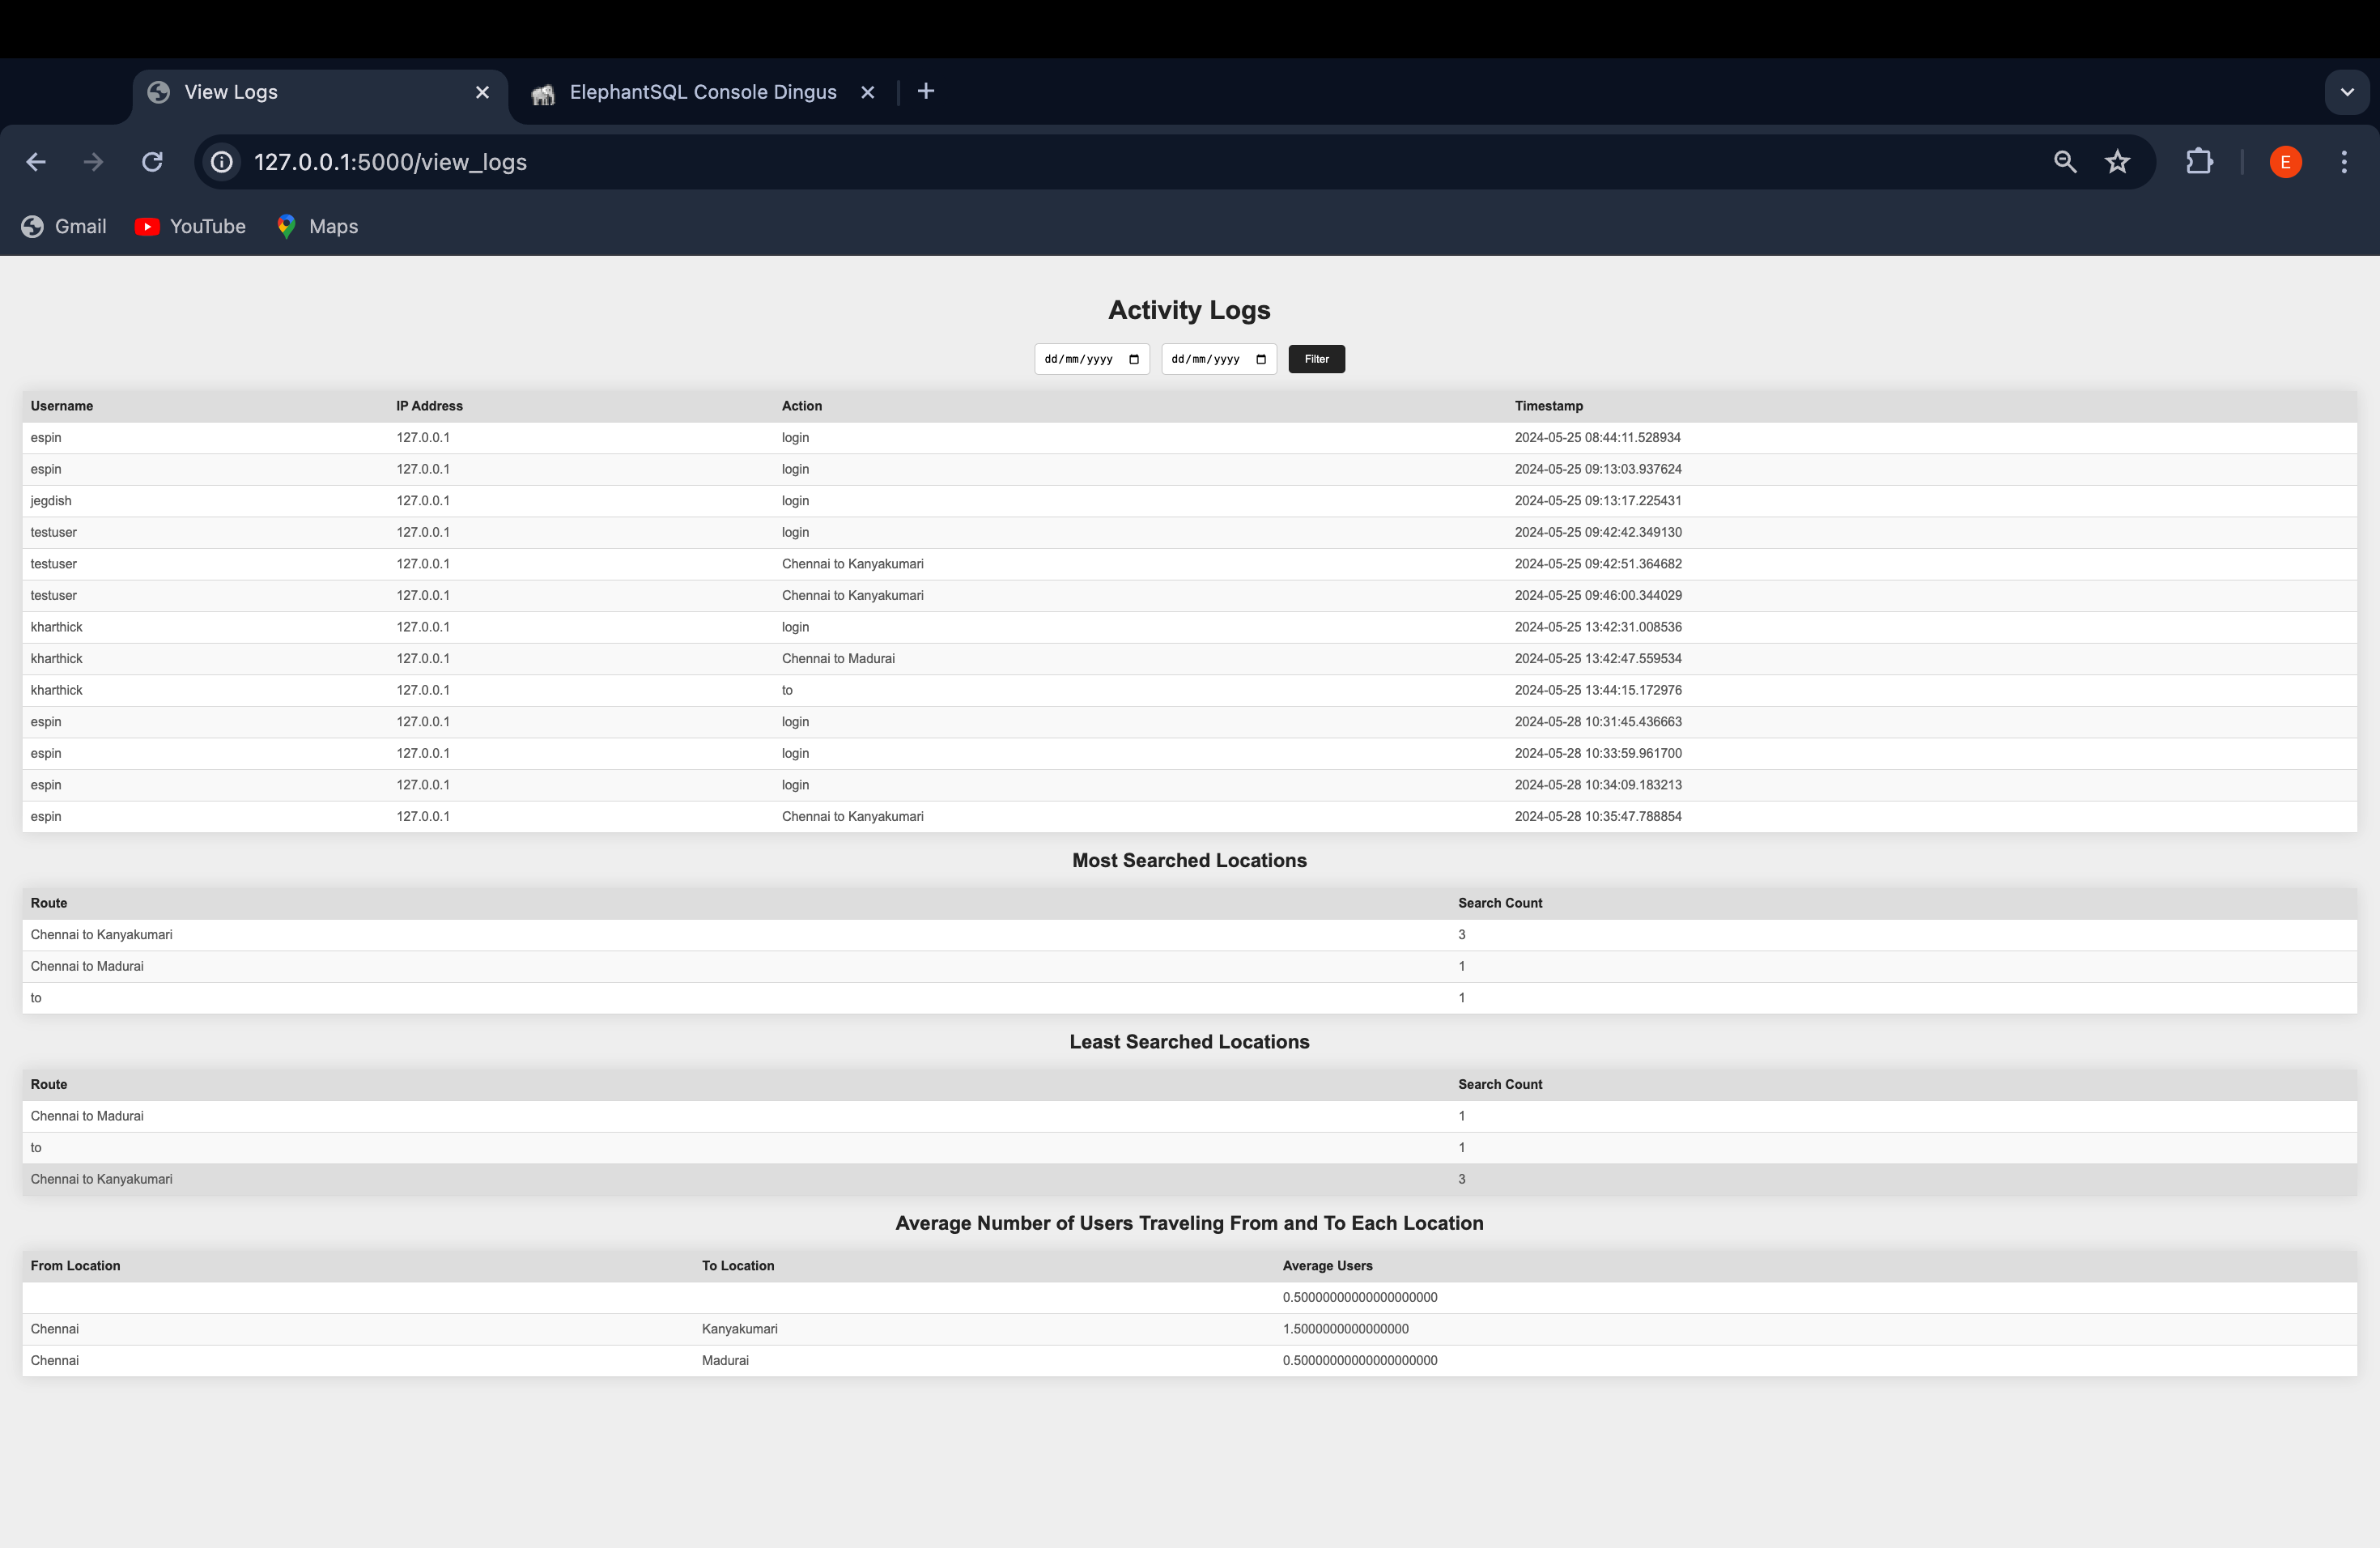 View Logs
ElephantSQL Console Dingus
127.0.0.1:5000/view_logs
E
Gmail YouTube Maps
Activity Logs
dd/mm/yyyy dd/mm/yyyy Filter
Username IP Address Action Timestamp
espin 127.0.0.1 login 2024-05-25 08:44:11.528934
espin 127.0.0.1 login 2024-05-25 09:13:03.937624
jegdish 127.0.0.1 login 2024-05-25 09:13:17.225431
testuser 127.0.0.1 login 2024-05-25 09:42:42.349130
testuser 127.0.0.1 Chennai to Kanyakumari 2024-05-25 09:42:51.364682
testuser 127.0.0.1 Chennai to Kanyakumari 2024-05-25 09:46:00.344029
kharthick 127.0.0.1 login 2024-05-25 13:42:31.008536
kharthick 127.0.0.1 Chennai to Madurai 2024-05-25 13:42:47.559534
kharthick 127.0.0.1 to 2024-05-25 13:44:15.172976
espin 127.0.0.1 login 2024-05-28 10:31:45.436663
espin 127.0.0.1 login 2024-05-28 10:33:59.961700
espin 127.0.0.1 login 2024-05-28 10:34:09.183213
espin 127.0.0.1 Chennai to Kanyakumari 2024-05-28 10:35:47.788854
Most Searched Locations
Route Search Count
Chennai to Kanyakumari 3
Chennai to Madurai 1
to 1
Least Searched Locations
Route Search Count
Chennai to Madurai 1
to 1
Chennai to Kanyakumari 3
Average Number of Users Traveling From and To Each Location
From Location To Location Average Users
0.50000000000000000000
Chennai Kanyakumari 1.5000000000000000
Chennai Madurai 0.50000000000000000000